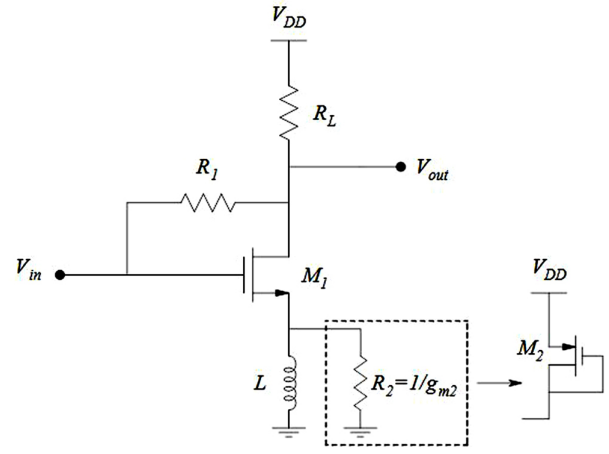 V_DD
R_L
R_1
V_out
V_in
M_1
V_DD
M_2
L
R_2=1/g_m2